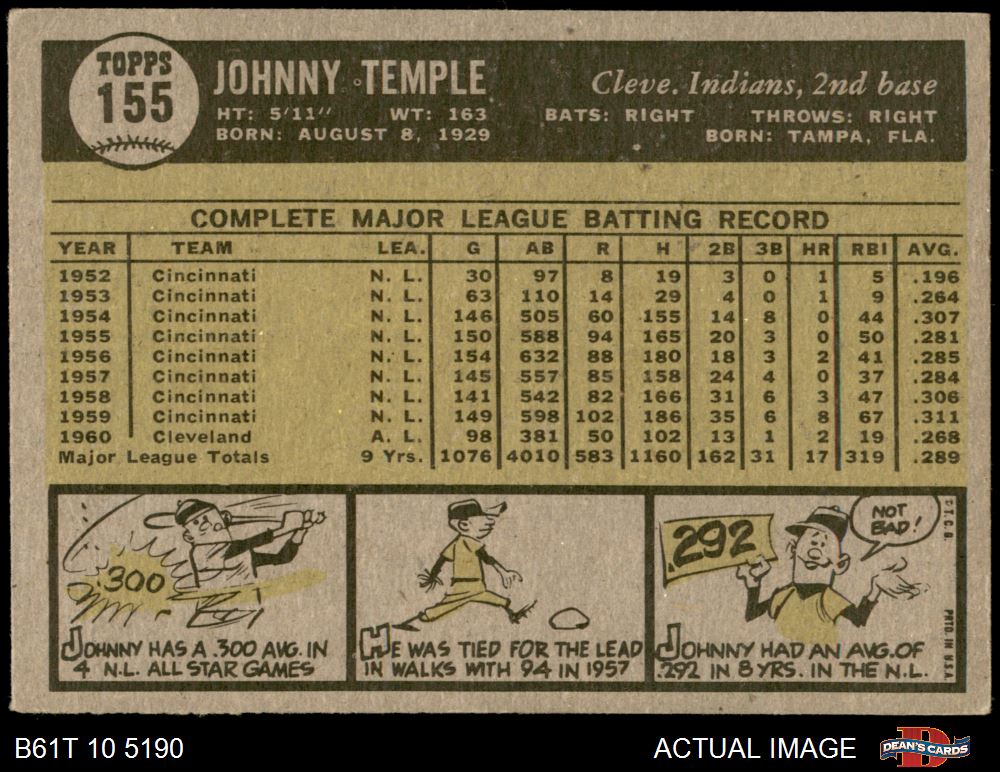 TOPPS
155
JOHNNY TEMPLE
HT: 5'11" WT: 163
BORN: AUGUST 8, 1929
Cleve. Indians, 2nd base
BATS: RIGHT THROWS: RIGHT
BORN: TAMPA, FLA.
COMPLETE MAJOR LEAGUE BATTING RECORD
YEAR TEAM LEA. G AB R H 2B 3B HR RBI AVG.
1952 Cincinnati N. L. 30 97 8 19 3 0 1 5 .196
1953 Cincinnati N. L. 63 110 14 29 4 0 1 9 .264
1954 Cincinnati N. L. 146 505 60 155 14 8 0 44 .307
1955 Cincinnati N. L. 150 588 94 165 20 3 0 50 .281
1956 Cincinnati N. L. 154 632 88 180 18 3 2 41 .285
1957 Cincinnati N. L. 145 557 85 158 24 4 0 37 .284
1958 Cincinnati N. L. 141 542 82 166 31 6 3 47 .306
1959 Cincinnati N. L. 149 598 102 186 35 6 8 67 .311
1960 Cleveland A. L. 98 381 50 102 13 1 2 19 .268
Major League Totals 9 Yrs. 1076 4010 583 1160 162 31 17 319 .289
.300
JOHNNY HAS A .300 AVG. IN
4 N.L. ALL STAR GAMES
HE WAS TIED FOR THE LEAD
IN WALKS WITH 94 IN 1957
.292
NOT
BAD!
JOHNNY HAD AN AVG. OF
.292 IN 8 YRS. IN THE N.L.
© T.C.G.
PRTD. IN U.S.A.
B61T 10 5190
ACTUAL IMAGE
DEAN'S CARDS